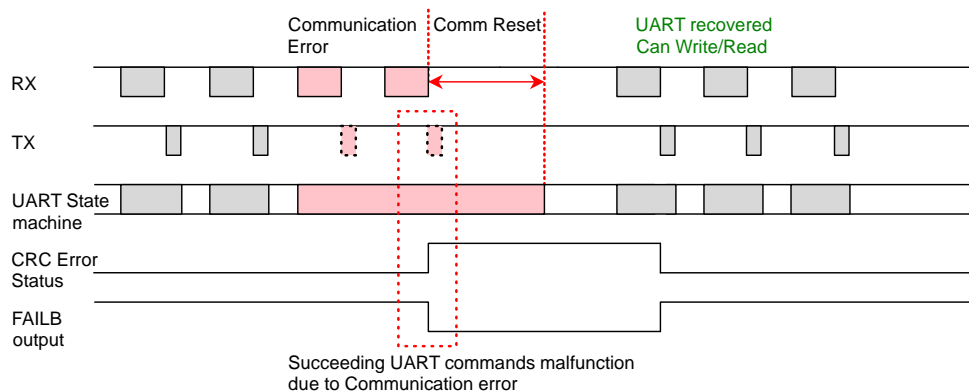 Communication
Error
Comm Reset
UART recovered
Can Write/Read
RX
TX
UART State
machine
CRC Error
Status
FAILB
output
Succeeding UART commands malfunction
due to Communication error